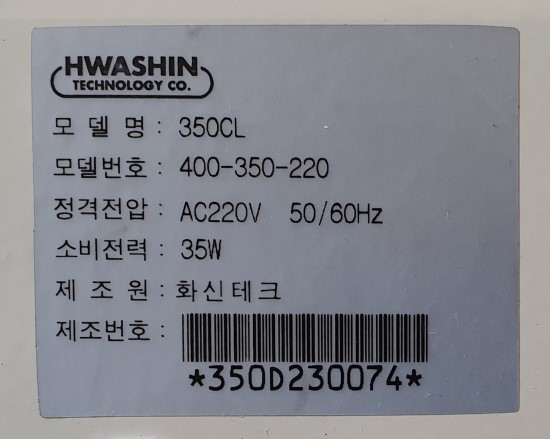 HWASHIN
TECHNOLOGY CO.
모 델 명 : 350CL
모델번호 : 400-350-220
정격전압 : AC220V 50/60Hz
소비전력 : 35W
제 조 원 : 화신테크
제조번호 :
*350D230074*